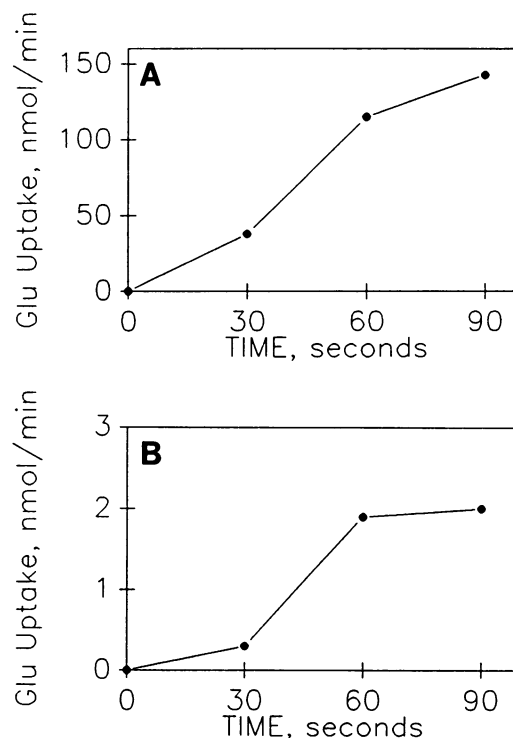 A
Glu Uptake, nmol/min
150
100
50
0
0 30 60 90
TIME, seconds
B
Glu Uptake, nmol/min
3
2
1
0
0 30 60 90
TIME, seconds